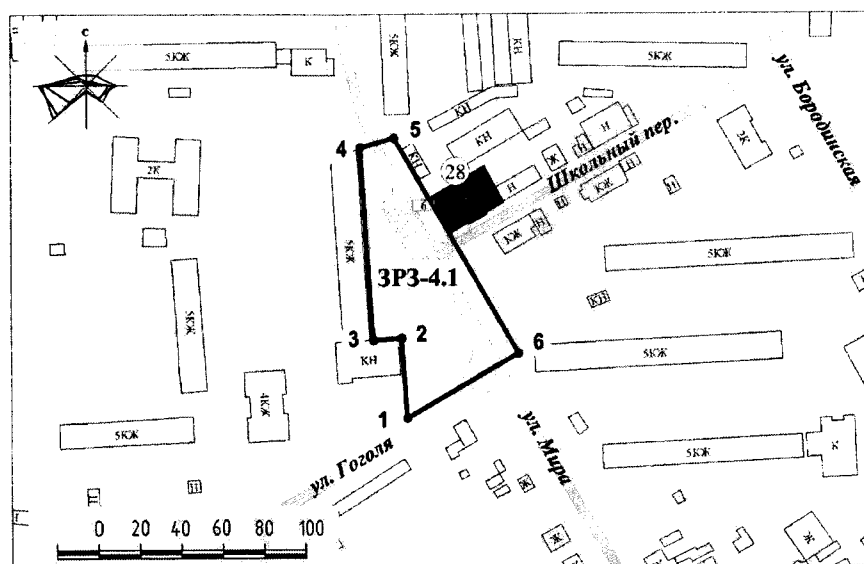 с
5КЖ
К
5КЖ
КН
5КЖ
ул. Бородинская
КН
5
4
КН
КН
Н
Н
2К
Школьный пер.
28
Ж
Н
2К
Н
КЖ
Н
КЖ
Н
5КЖ
ЗРЗ-4.1
5КЖ
5КЖ
КН
3
2
6
КН
5КЖ
4КЖ
1
5КЖ
ул. Гоголя
ул. Мира
5КЖ
К
Н
Н
Ж
0 20 40 60 80 100
Ж
Ж